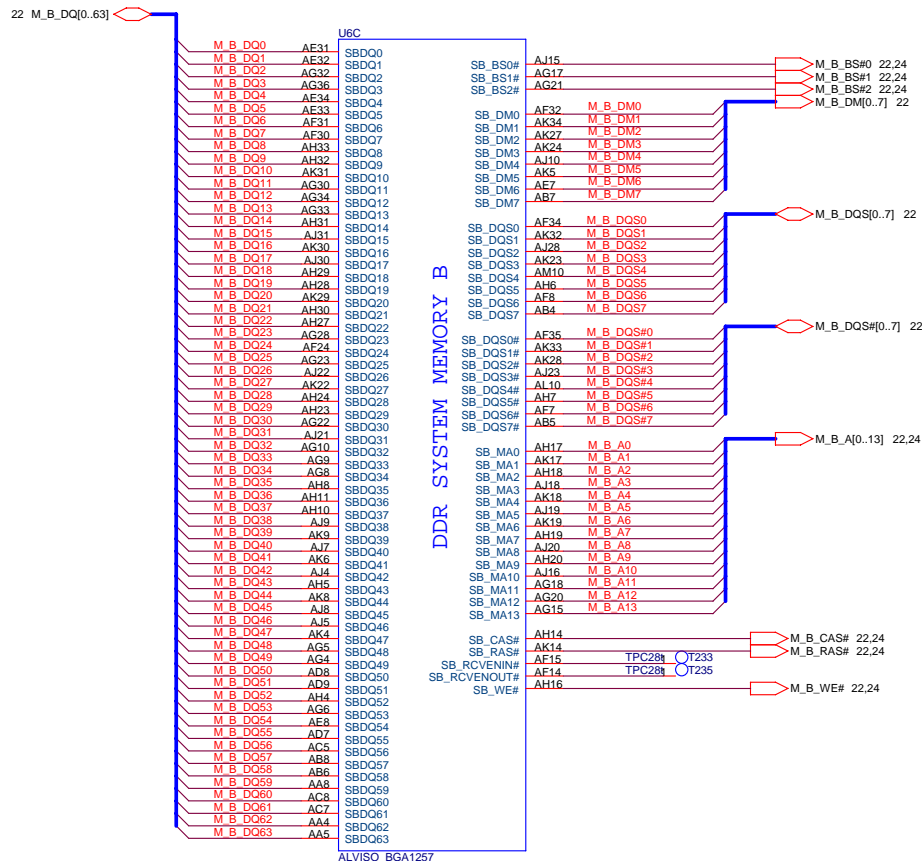 22 M_B_DQ[0..63]
U6C
M_B_DQ0 AE31 SBDQ0
M_B_DQ1 AE32 SBDQ1
M_B_DQ2 AG32 SBDQ2
M_B_DQ3 AG36 SBDQ3
M_B_DQ4 AE34 SBDQ4
M_B_DQ5 AE33 SBDQ5
M_B_DQ6 AF31 SBDQ6
M_B_DQ7 AF30 SBDQ7
M_B_DQ8 AH33 SBDQ8
M_B_DQ9 AH32 SBDQ9
M_B_DQ10 AK31 SBDQ10
M_B_DQ11 AG30 SBDQ11
M_B_DQ12 AG34 SBDQ12
M_B_DQ13 AG33 SBDQ13
M_B_DQ14 AH31 SBDQ14
M_B_DQ15 AJ31 SBDQ15
M_B_DQ16 AK30 SBDQ16
M_B_DQ17 AJ30 SBDQ17
M_B_DQ18 AH29 SBDQ18
M_B_DQ19 AH28 SBDQ19
M_B_DQ20 AK29 SBDQ20
M_B_DQ21 AH30 SBDQ21
M_B_DQ22 AH27 SBDQ22
M_B_DQ23 AG28 SBDQ23
M_B_DQ24 AF24 SBDQ24
M_B_DQ25 AG23 SBDQ25
M_B_DQ26 AJ22 SBDQ26
M_B_DQ27 AK22 SBDQ27
M_B_DQ28 AH24 SBDQ28
M_B_DQ29 AH23 SBDQ29
M_B_DQ30 AG22 SBDQ30
M_B_DQ31 AJ21 SBDQ31
M_B_DQ32 AG10 SBDQ32
M_B_DQ33 AG9 SBDQ33
M_B_DQ34 AG8 SBDQ34
M_B_DQ35 AH8 SBDQ35
M_B_DQ36 AH11 SBDQ36
M_B_DQ37 AH10 SBDQ37
M_B_DQ38 AJ9 SBDQ38
M_B_DQ39 AK9 SBDQ39
M_B_DQ40 AJ7 SBDQ40
M_B_DQ41 AK6 SBDQ41
M_B_DQ42 AJ4 SBDQ42
M_B_DQ43 AH5 SBDQ43
M_B_DQ44 AK8 SBDQ44
M_B_DQ45 AJ8 SBDQ45
M_B_DQ46 AJ5 SBDQ46
M_B_DQ47 AK4 SBDQ47
M_B_DQ48 AG5 SBDQ48
M_B_DQ49 AG4 SBDQ49
M_B_DQ50 AD8 SBDQ50
M_B_DQ51 AD9 SBDQ51
M_B_DQ52 AH4 SBDQ52
M_B_DQ53 AG6 SBDQ53
M_B_DQ54 AE8 SBDQ54
M_B_DQ55 AD7 SBDQ55
M_B_DQ56 AC5 SBDQ56
M_B_DQ57 AB8 SBDQ57
M_B_DQ58 AB6 SBDQ58
M_B_DQ59 AA8 SBDQ59
M_B_DQ60 AC8 SBDQ60
M_B_DQ61 AC7 SBDQ61
M_B_DQ62 AA4 SBDQ62
M_B_DQ63 AA5 SBDQ63
DDR SYSTEM MEMORY B
SB_BS0# AJ15 M_B_BS#0 22,24
SB_BS1# AG17 M_B_BS#1 22,24
SB_BS2# AG21 M_B_BS#2 22,24
M_B_DM[0..7] 22
SB_DM0 AF32 M_B_DM0
SB_DM1 AK34 M_B_DM1
SB_DM2 AK27 M_B_DM2
SB_DM3 AK24 M_B_DM3
SB_DM4 AJ10 M_B_DM4
SB_DM5 AK5 M_B_DM5
SB_DM6 AE7 M_B_DM6
SB_DM7 AB7 M_B_DM7
M_B_DQS[0..7] 22
SB_DQS0 AF34 M_B_DQS0
SB_DQS1 AK32 M_B_DQS1
SB_DQS2 AJ28 M_B_DQS2
SB_DQS3 AK23 M_B_DQS3
SB_DQS4 AM10 M_B_DQS4
SB_DQS5 AH6 M_B_DQS5
SB_DQS6 AF8 M_B_DQS6
SB_DQS7 AB4 M_B_DQS7
M_B_DQS#[0..7] 22
SB_DQS0# AF35 M_B_DQS#0
SB_DQS1# AK33 M_B_DQS#1
SB_DQS2# AK28 M_B_DQS#2
SB_DQS3# AJ23 M_B_DQS#3
SB_DQS4# AL10 M_B_DQS#4
SB_DQS5# AH7 M_B_DQS#5
SB_DQS6# AF7 M_B_DQS#6
SB_DQS7# AB5 M_B_DQS#7
M_B_A[0..13] 22,24
SB_MA0 AH17 M_B_A0
SB_MA1 AK17 M_B_A1
SB_MA2 AH18 M_B_A2
SB_MA3 AJ18 M_B_A3
SB_MA4 AK18 M_B_A4
SB_MA5 AJ19 M_B_A5
SB_MA6 AK19 M_B_A6
SB_MA7 AH19 M_B_A7
SB_MA8 AJ20 M_B_A8
SB_MA9 AH20 M_B_A9
SB_MA10 AJ16 M_B_A10
SB_MA11 AG18 M_B_A11
SB_MA12 AG20 M_B_A12
SB_MA13 AG15 M_B_A13
SB_CAS# AH14 M_B_CAS# 22,24
SB_RAS# AK14 M_B_RAS# 22,24
SB_RCVENIN# AF15 TPC28t T233
SB_RCVENOUT# AF14 TPC28t T235
SB_WE# AH16 M_B_WE# 22,24
ALVISO_BGA1257